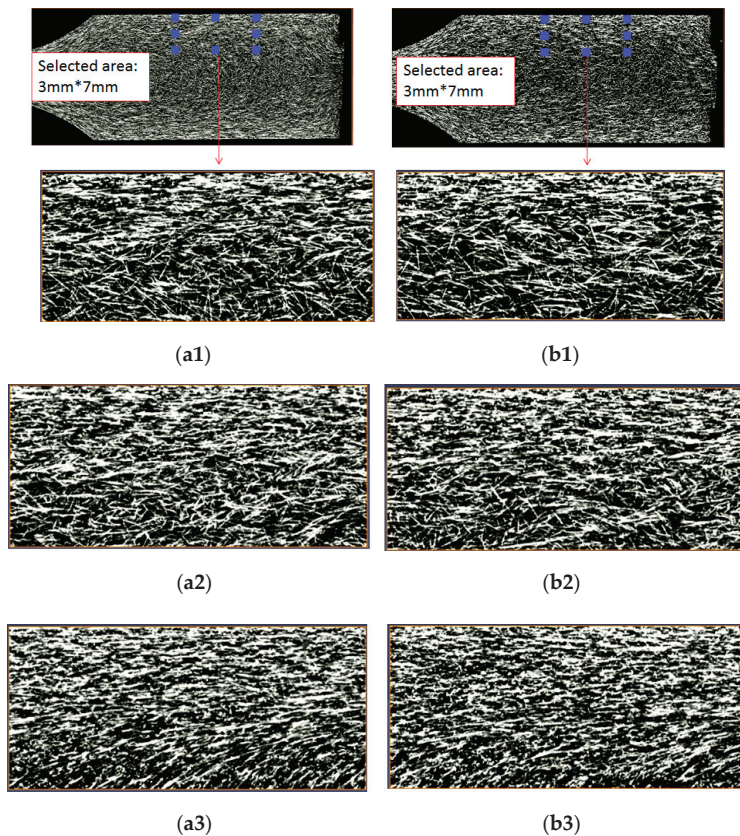 Selected area:
3mm*7mm
Selected area:
3mm*7mm
(a1)
(b1)
(a2)
(b2)
(a3)
(b3)